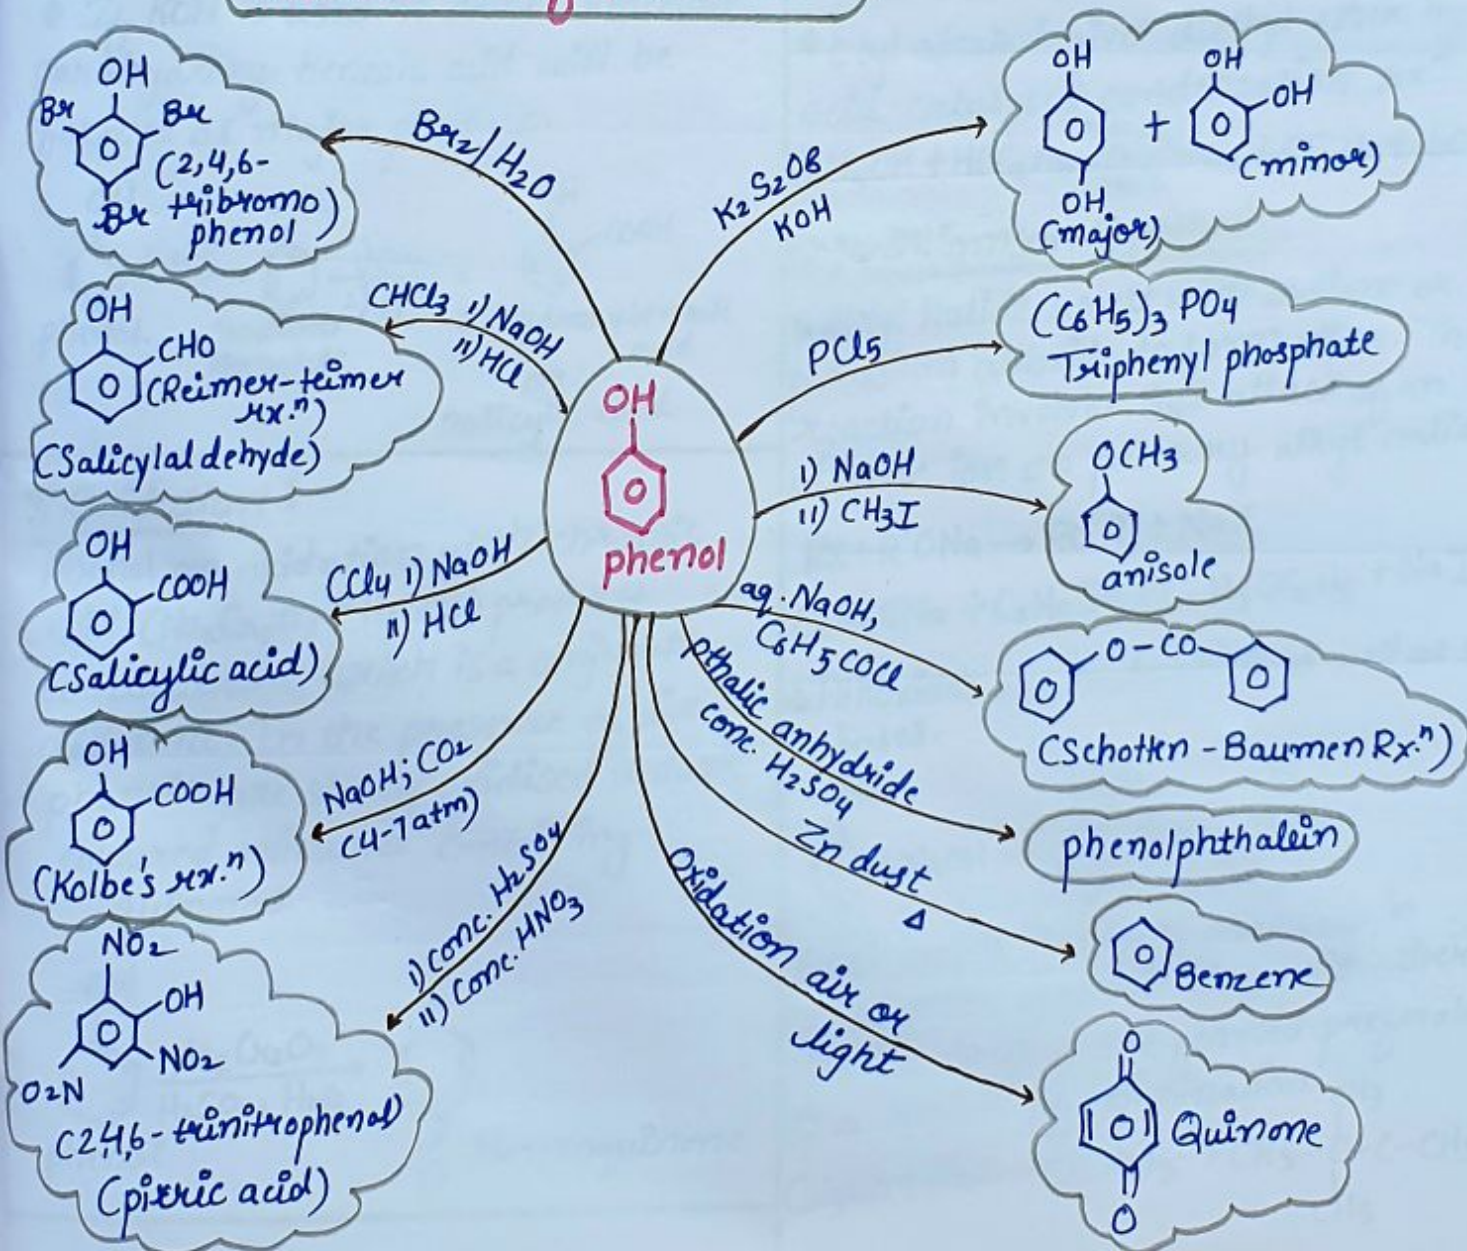 OH
Br
Br
(2,4,6-
tribromo)
Br
phenol
Br2/H2O
K2S2O8
KOH
OH
OH
(major)
+
OH
OH
(minor)
OH
CHO
(Reimer-teimer
rx.n)
(Salicylaldehyde)
CHCl3 i) NaOH
ii) HCl
PCl5
(C6H5)3 PO4
Triphenyl phosphate
OH
phenol
i) NaOH
ii) CH3I
OCH3
anisole
OH
COOH
(Salicylic acid)
CCl4 i) NaOH
ii) HCl
aq. NaOH,
C6H5COCl
O-CO
(Schotten-Baumen Rx.n)
OH
COOH
(Kolbe's rx.n)
NaOH; CO2
(4-7atm)
pthalic anhydride
conc. H2SO4
phenolphthalein
Zn dust
Δ
Benzene
NO2
OH
NO2
O2N
(2,4,6-trinitrophenol)
(picric acid)
i) conc. H2SO4
ii) Conc. HNO3
Oxidation air or
light
O
Quinone
O